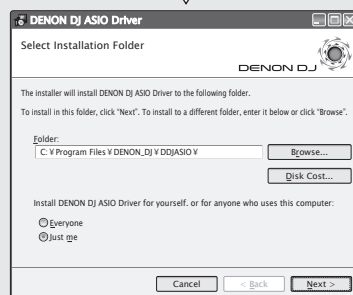 DENON DJ ASIO Driver
Select Installation Folder
DENON DJ
The installer will install DENON DJ ASIO Driver to the following folder.
To install in this folder, click "Next". To install to a different folder, enter it below or click "Browse".
Folder:
C: ¥ Program Files ¥ DENON_DJ ¥ DDJASIO ¥
Browse...
Disk Cost...
Install DENON DJ ASIO Driver for yourself. or for anyone who uses this computer:
Everyone
Just me
Cancel < Back Next >